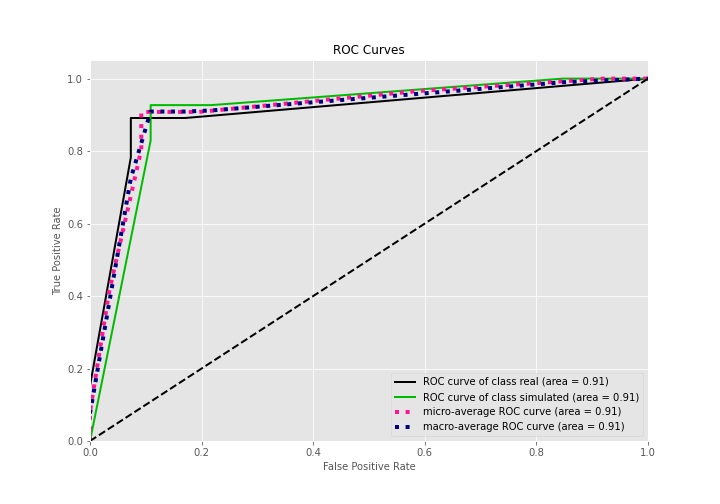 ROC Curves
True Positive Rate
1.0
0.8
0.6
0.4
0.2
0.0
0.0 0.2 0.4 0.6 0.8 1.0
False Positive Rate
ROC curve of class real (area = 0.91)
ROC curve of class simulated (area = 0.91)
micro-average ROC curve (area = 0.91)
macro-average ROC curve (area = 0.91)